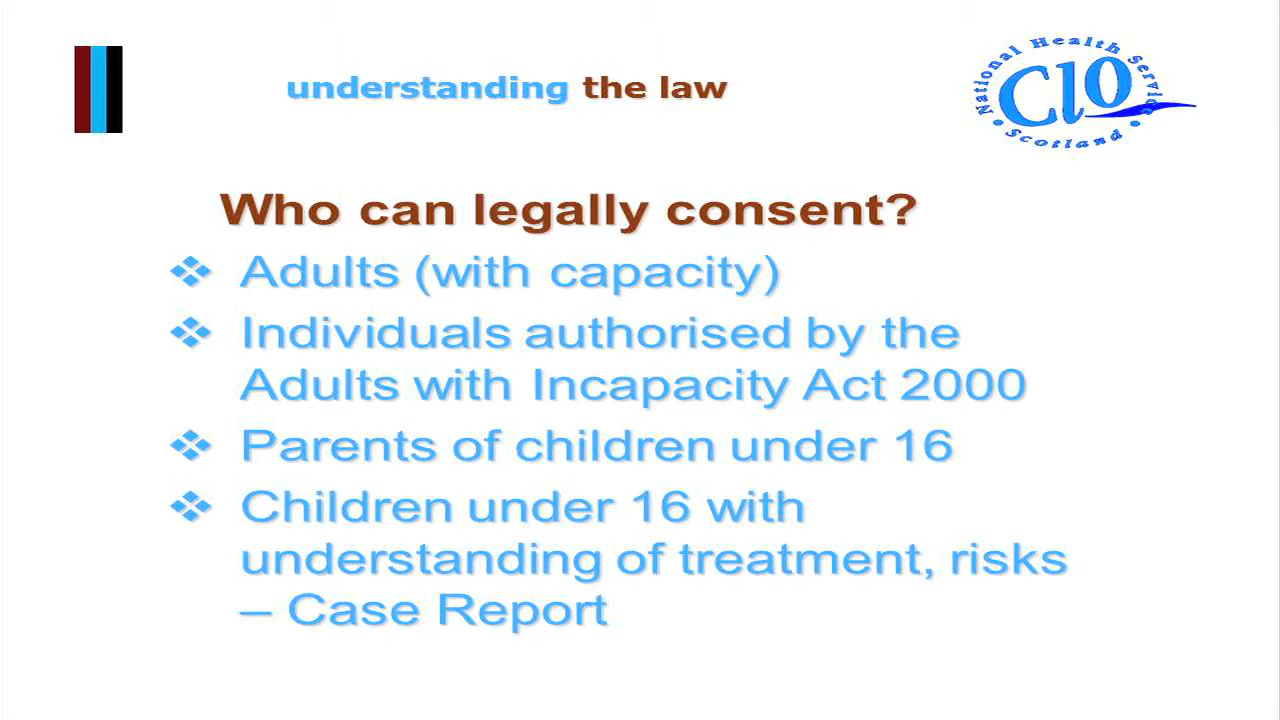 understanding the law
National Health Service
ClO
Scotland
Who can legally consent?
❖ Adults (with capacity)
❖ Individuals authorised by the
Adults with Incapacity Act 2000
❖ Parents of children under 16
❖ Children under 16 with
understanding of treatment, risks
– Case Report